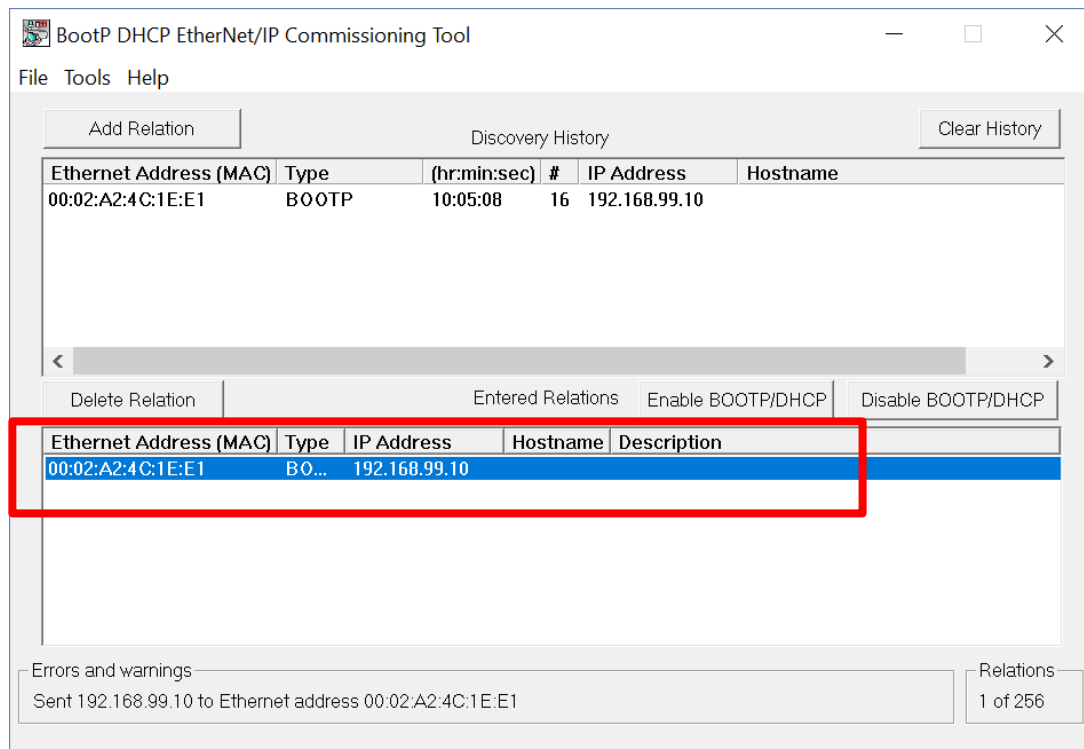 BootP DHCP EtherNet/IP Commissioning Tool
File Tools Help
Add Relation Discovery History Clear History
Ethernet Address (MAC) Type (hr:min:sec) # IP Address Hostname
00:02:A2:4C:1E:E1 BOOTP 10:05:08 16 192.168.99.10
Delete Relation Entered Relations Enable BOOTP/DHCP Disable BOOTP/DHCP
Ethernet Address (MAC) Type IP Address Hostname Description
00:02:A2:4C:1E:E1 BO... 192.168.99.10
Errors and warnings Relations
Sent 192.168.99.10 to Ethernet address 00:02:A2:4C:1E:E1 1 of 256